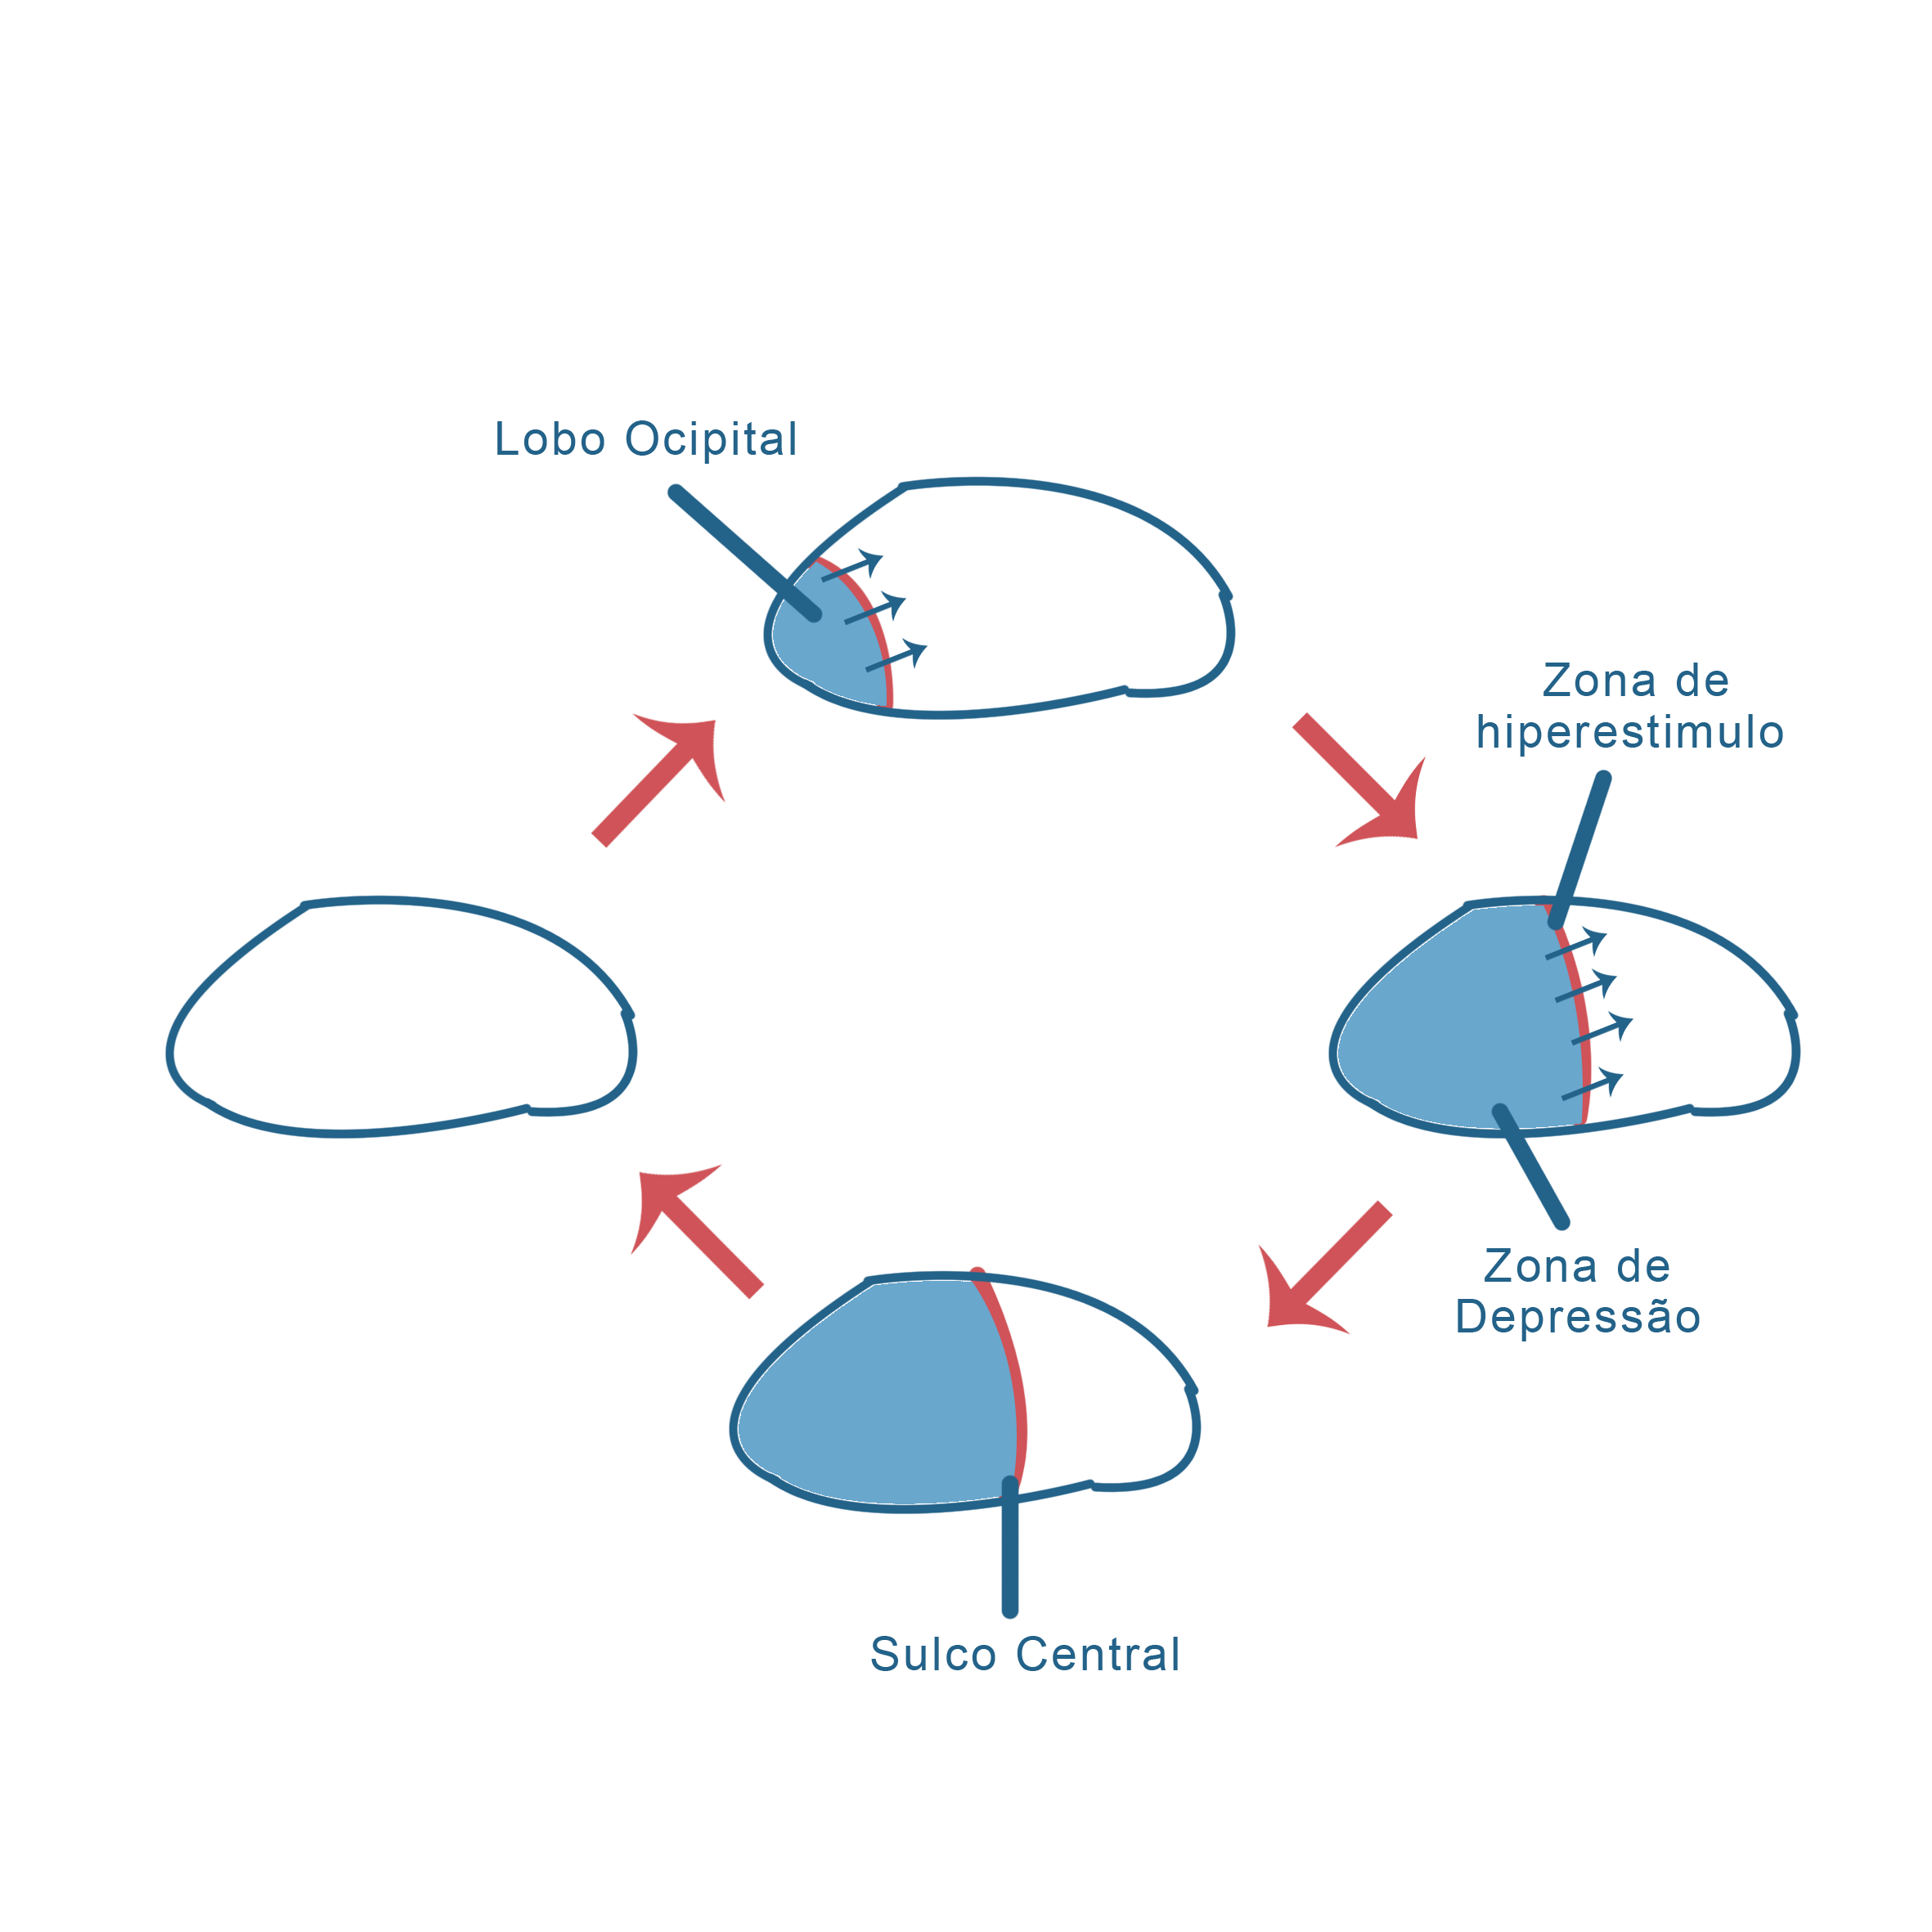 Lobo Ocipital
Zona de
hiperestimulo
Zona de
Depressão
Sulco Central